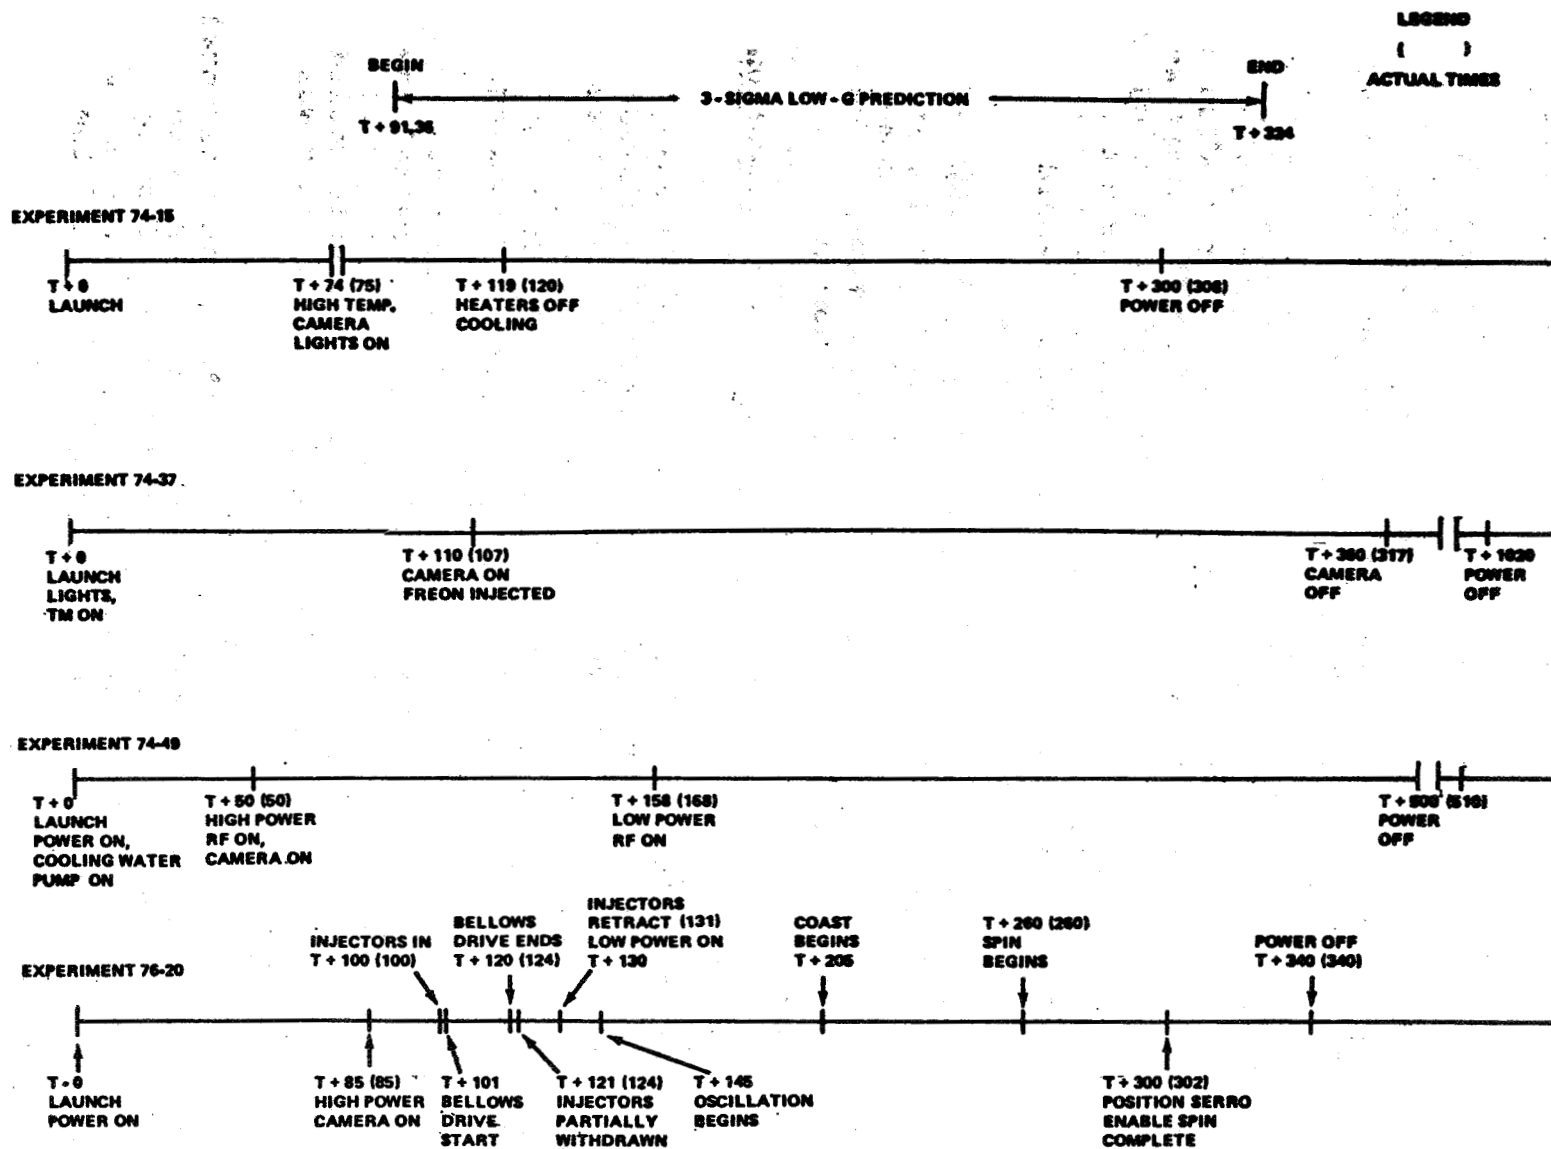 LEGEND
( )
ACTUAL TIMES
BEGIN
END
3-SIGMA LOW-G PREDICTION
T + 91.36
T + 324
EXPERIMENT 74-15
T + 0
LAUNCH
T + 74 (75)
HIGH TEMP.
CAMERA
LIGHTS ON
T + 119 (120)
HEATERS OFF
COOLING
T + 300
POWER OFF
EXPERIMENT 74-37
T + 0
LAUNCH
LIGHTS,
TM ON
T + 110 (107)
CAMERA ON
FREON INJECTED
T + (317)
CAMERA
OFF
T +
POWER
OFF
EXPERIMENT 74-49
T + 0
LAUNCH
POWER ON,
COOLING WATER
PUMP ON
T + 50 (50)
HIGH POWER
RF ON,
CAMERA ON
T + 158 (168)
LOW POWER
RF ON
T +
POWER
OFF
EXPERIMENT 76-20
INJECTORS IN
T + 100 (100)
BELLOWS
DRIVE ENDS
T + 120 (124)
INJECTORS
RETRACT (131)
LOW POWER ON
T + 130
COAST
BEGINS
T + 205
T + 260 (260)
SPIN
BEGINS
POWER OFF
T + 340 (340)
T - 0
LAUNCH
POWER ON
T + 85 (85)
HIGH POWER
CAMERA ON
T + 101
BELLOWS
DRIVE
START
T + 121 (124)
INJECTORS
PARTIALLY
WITHDRAWN
T + 145
OSCILLATION
BEGINS
T + 300 (302)
POSITION SERRO
ENABLE SPIN
COMPLETE